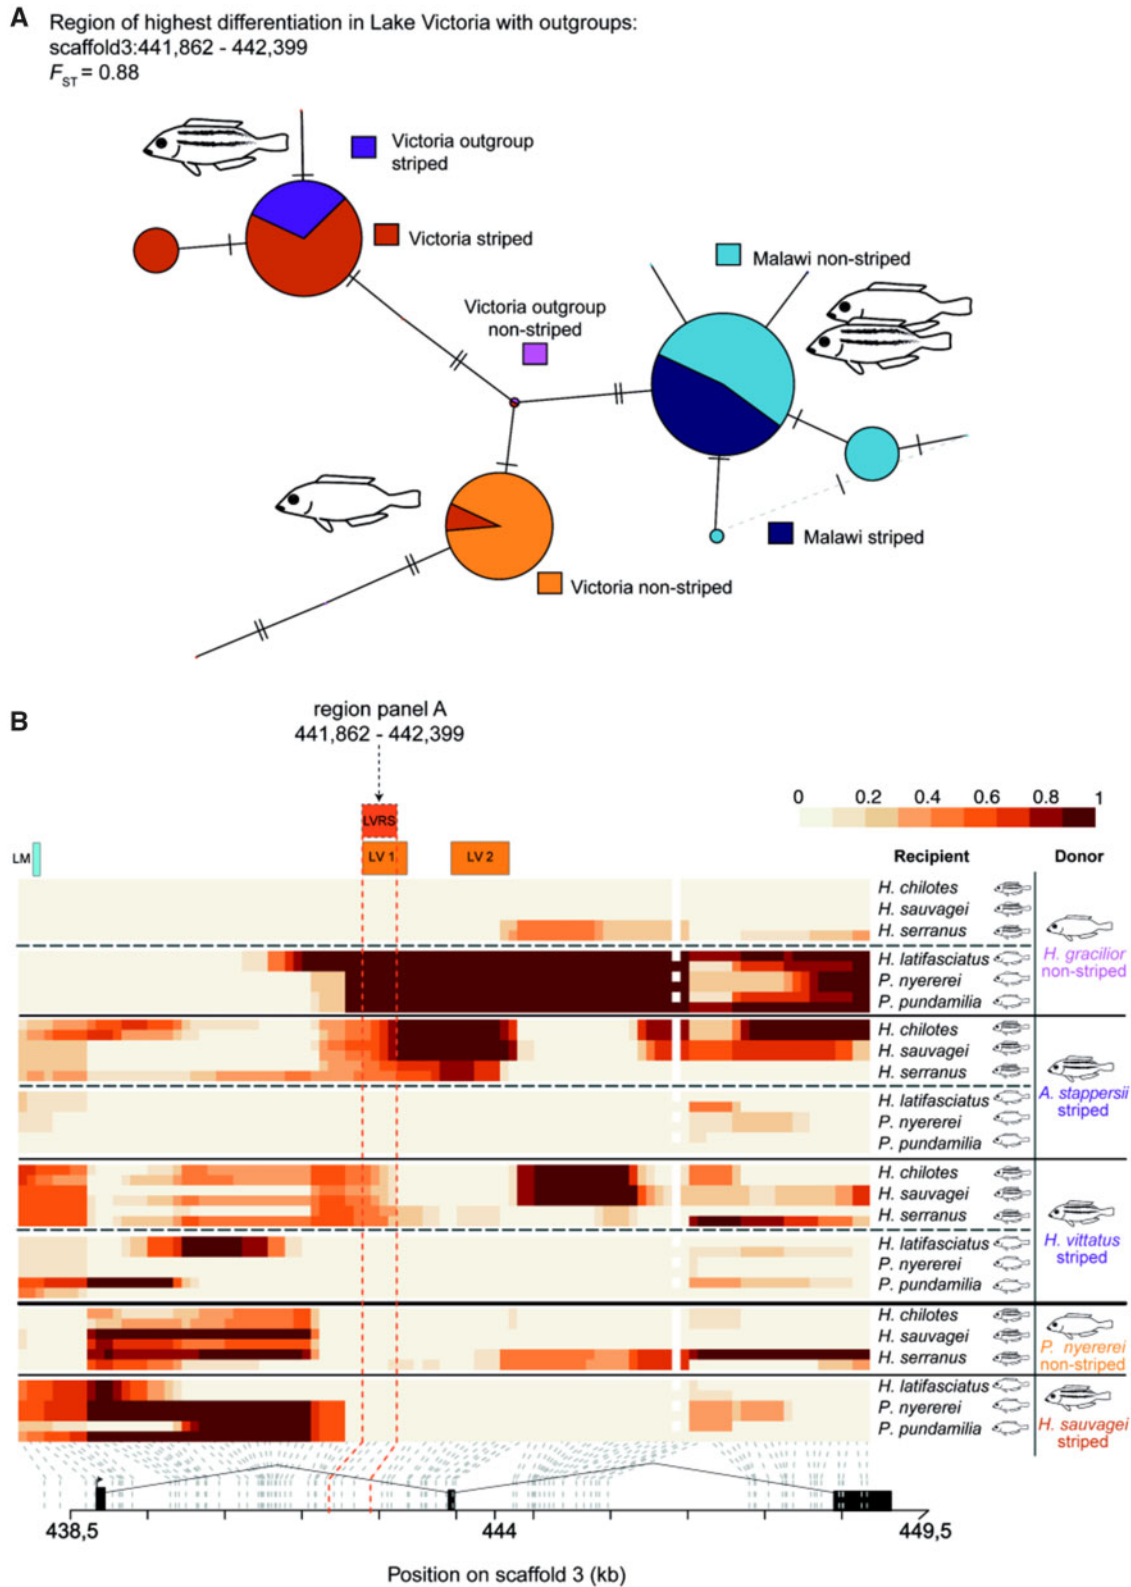 A
Region of highest differentiation in Lake Victoria with outgroups:
scaffold3:441,862 - 442,399
FST = 0.88
Victoria outgroup
striped
Victoria striped
Malawi non-striped
Victoria outgroup
non-striped
Malawi striped
Victoria non-striped
B
region panel A
441,862 - 442,399
0 0.2 0.4 0.6 0.8 1
LVRS
LM
LV 1
LV 2
Recipient
Donor
H. chilotes
H. sauvagei
H. serranus
H. gracilior
non-striped
H. latifasciatus
P. nyererei
P. pundamilia
H. chilotes
H. sauvagei
H. serranus
A. stappersii
striped
H. latifasciatus
P. nyererei
P. pundamilia
H. chilotes
H. sauvagei
H. serranus
H. vittatus
striped
H. latifasciatus
P. nyererei
P. pundamilia
H. chilotes
H. sauvagei
H. serranus
P. nyererei
non-striped
H. latifasciatus
P. nyererei
P. pundamilia
H. sauvagei
striped
438,5 444 449,5
Position on scaffold 3 (kb)